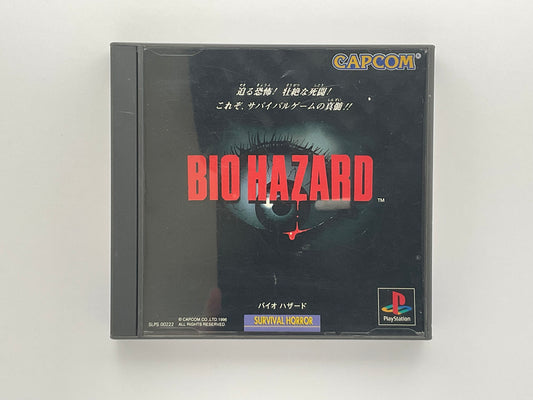 CAPCOM
迫る恐怖! 壮絶な死闘!
これぞ、サバイバルゲームの真髄!!
BIO HAZARD
TM
バイオ ハザード
SURVIVAL HORROR
SLPS 00222
© CAPCOM CO.,LTD.1996
ALL RIGHTS RESERVED.
PlayStation